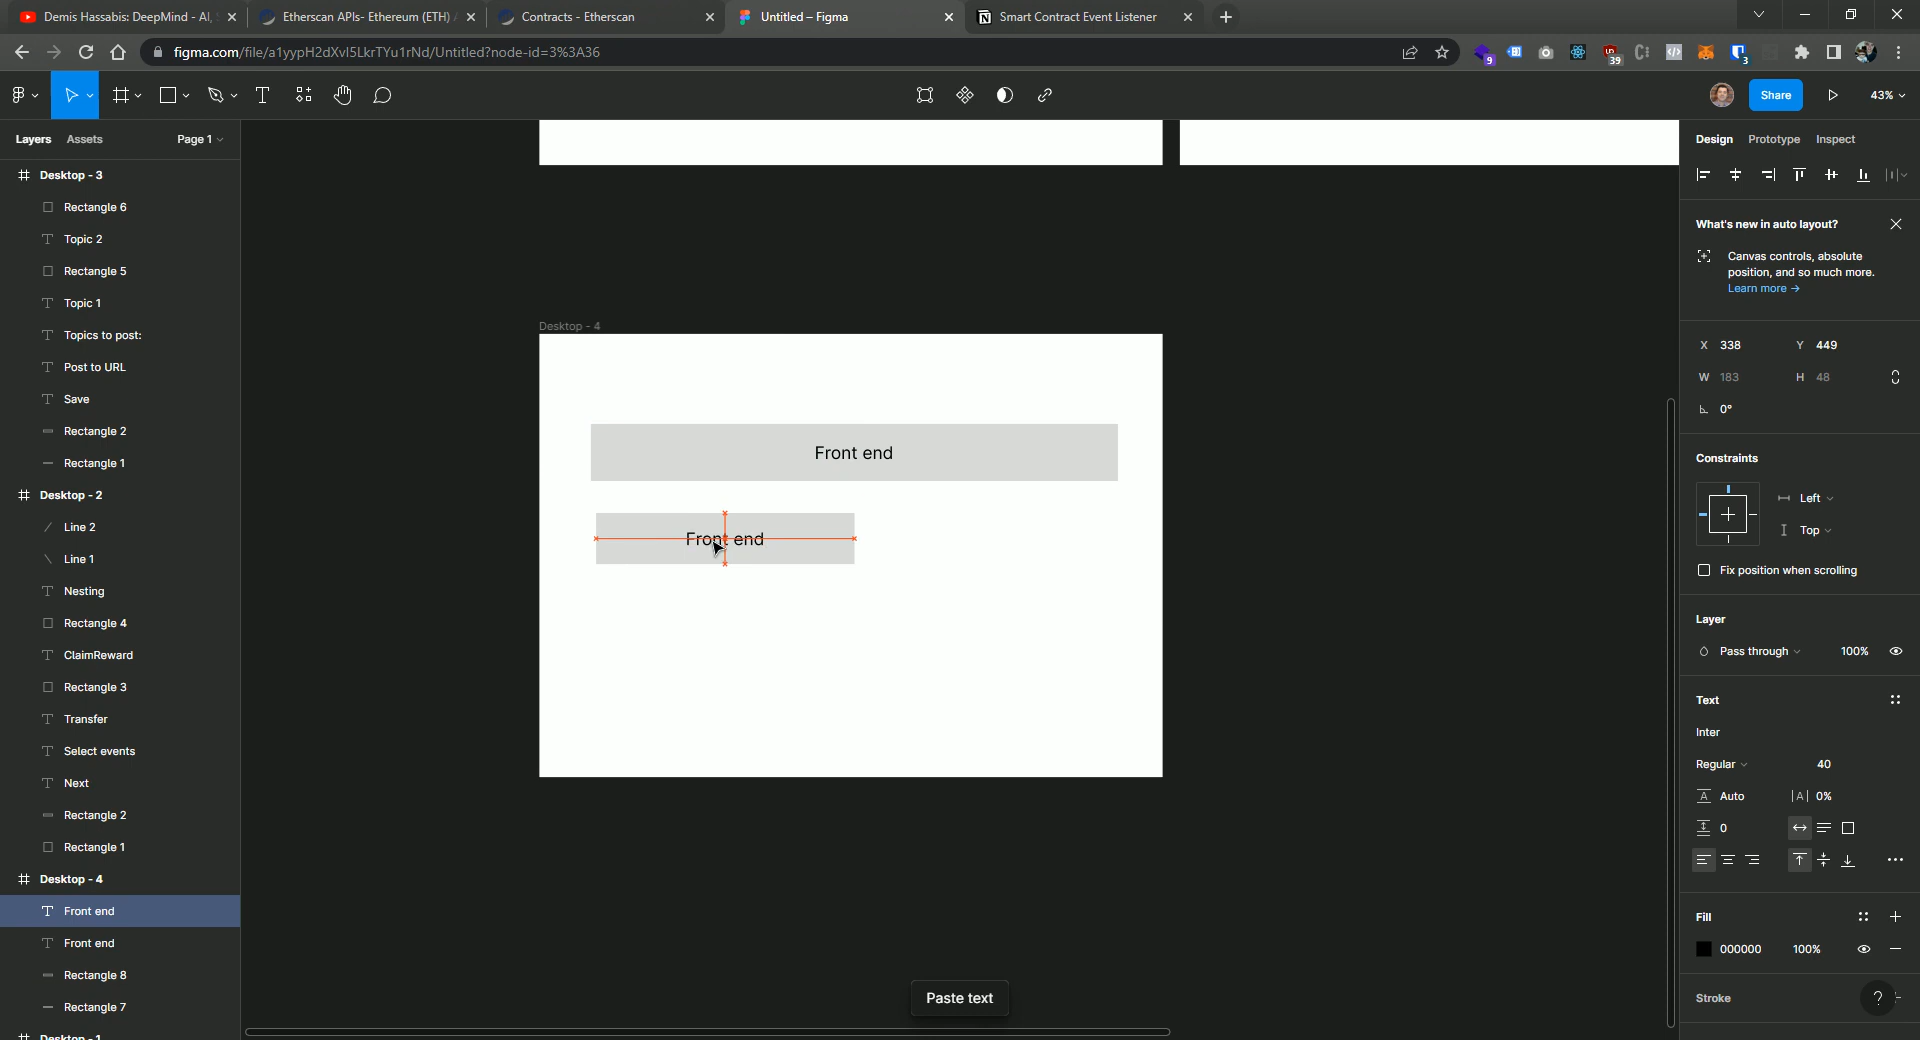 Demis Hassabis: DeepMind - AI,
Etherscan APIs- Ethereum (ETH)
Contracts - Etherscan
Untitled – Figma
Smart Contract Event Listener
figma.com/file/a1yypH2dXvl5LkrTYu1rNd/Untitled?node-id=3%3A36
9
39
3
Share
43%
Layers
Assets
Page 1
Design
Prototype
Inspect
Desktop - 3
Rectangle 6
Topic 2
Rectangle 5
Topic 1
Topics to post:
Post to URL
Save
Rectangle 2
Rectangle 1
Desktop - 2
Line 2
Line 1
Nesting
Rectangle 4
ClaimReward
Rectangle 3
Transfer
Select events
Next
Rectangle 2
Rectangle 1
Desktop - 4
Front end
Front end
Rectangle 8
Rectangle 7
Desktop - 1
Desktop - 4
Front end
Front end
Paste text
What's new in auto layout?
Canvas controls, absolute
position, and so much more.
Learn more →
X 338 Y 449
W 183 H 48
0°
Constraints
Left
Top
Fix position when scrolling
Layer
Pass through 100%
Text
Inter
Regular 40
Auto 0%
0
Fill
000000 100%
Stroke
?